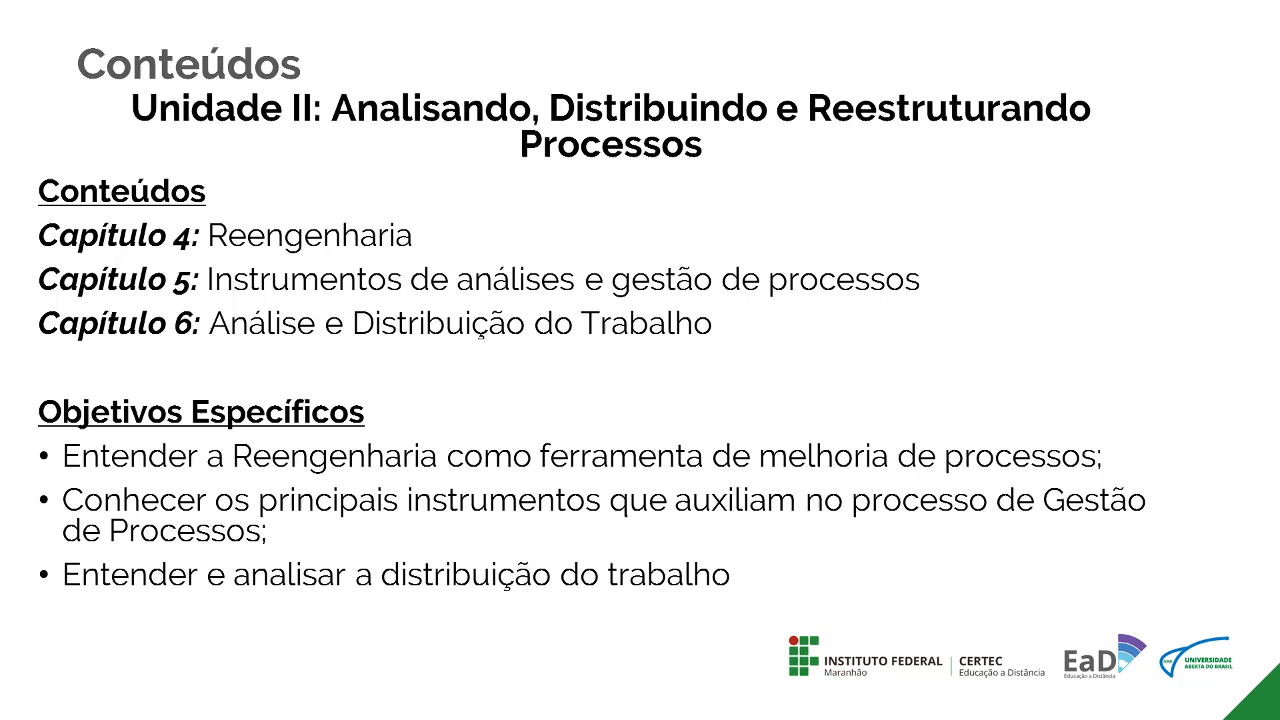 Conteúdos
Unidade II: Analisando, Distribuindo e Reestruturando
Processos
Conteúdos
Capítulo 4: Reengenharia
Capítulo 5: Instrumentos de análises e gestão de processos
Capítulo 6: Análise e Distribuição do Trabalho
Objetivos Específicos
• Entender a Reengenharia como ferramenta de melhoria de processos;
• Conhecer os principais instrumentos que auxiliam no processo de Gestão
de Processos;
• Entender e analisar a distribuição do trabalho
INSTITUTO FEDERAL
Maranhão
CERTEC
Educação a Distância
EaD
Educação a Distância
UAB
UNIVERSIDADE
ABERTA DO BRASIL